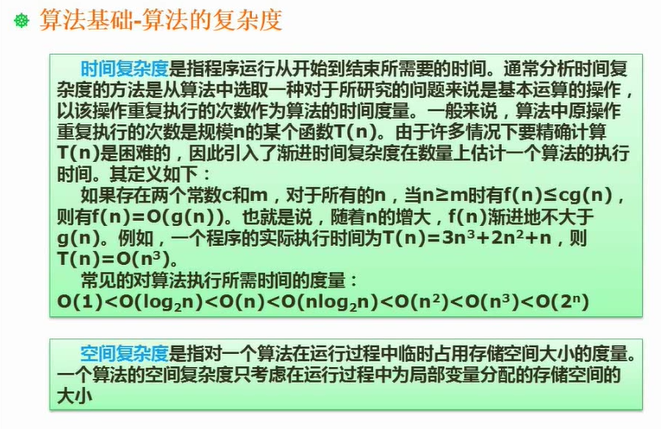 算法基础-算法的复杂度
时间复杂度是指程序运行从开始到结束所需要的时间。通常分析时间复
杂度的方法是从算法中选取一种对于所研究的问题来说是基本运算的操作，
以该操作重复执行的次数作为算法的时间度量。一般来说，算法中原操作
重复执行的次数是规模n的某个函数T(n)。由于许多情况下要精确计算
T(n)是困难的，因此引入了渐进时间复杂度在数量上估计一个算法的执行
时间。其定义如下：
如果存在两个常数c和m，对于所有的n，当n≥m时有f(n)≤cg(n)，
则有f(n)=O(g(n))。也就是说，随着n的增大，f(n)渐进地不大于
g(n)。例如，一个程序的实际执行时间为T(n)=3n³+2n²+n，则
T(n)=O(n³)。
常见的对算法执行所需时间的度量：
O(1)<O(log₂n)<O(n)<O(nlog₂n)<O(n²)<O(n³)<O(2ⁿ)
空间复杂度是指对一个算法在运行过程中临时占用存储空间大小的度量。
一个算法的空间复杂度只考虑在运行过程中为局部变量分配的存储空间的
大小